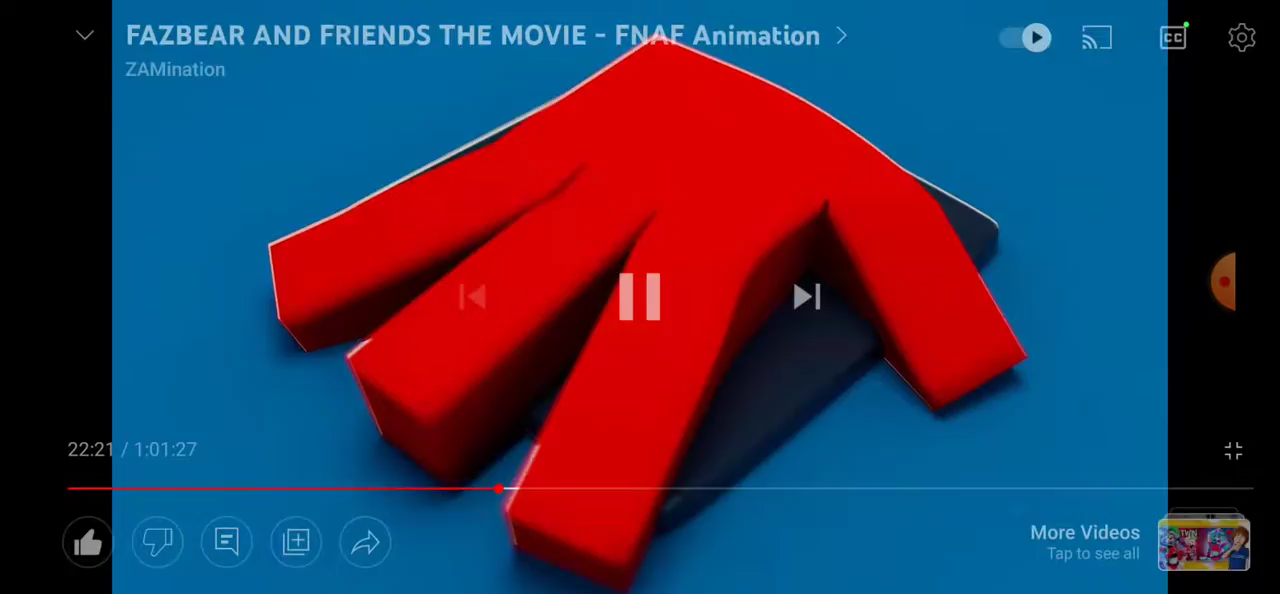 FAZBEAR AND FRIENDS THE MOVIE - FNAF Animation
ZAMination
CC
22:21 / 1:01:27
More Videos
Tap to see all